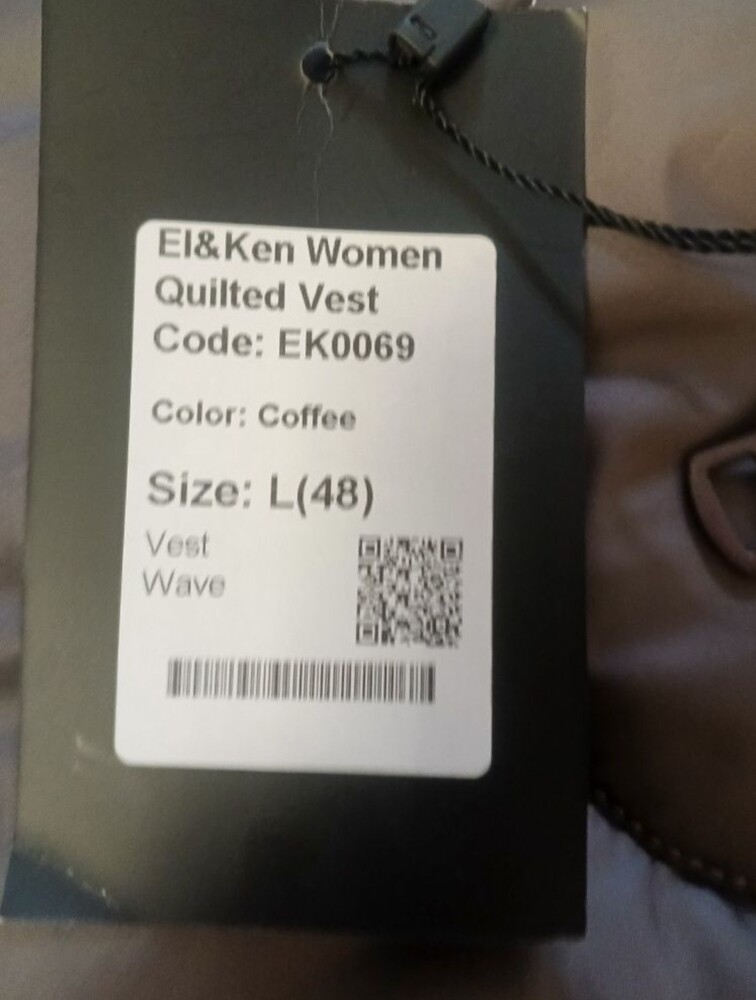 El&Ken Women
Quilted Vest
Code: EK0069
Color: Coffee
Size: L(48)
Vest
Wave